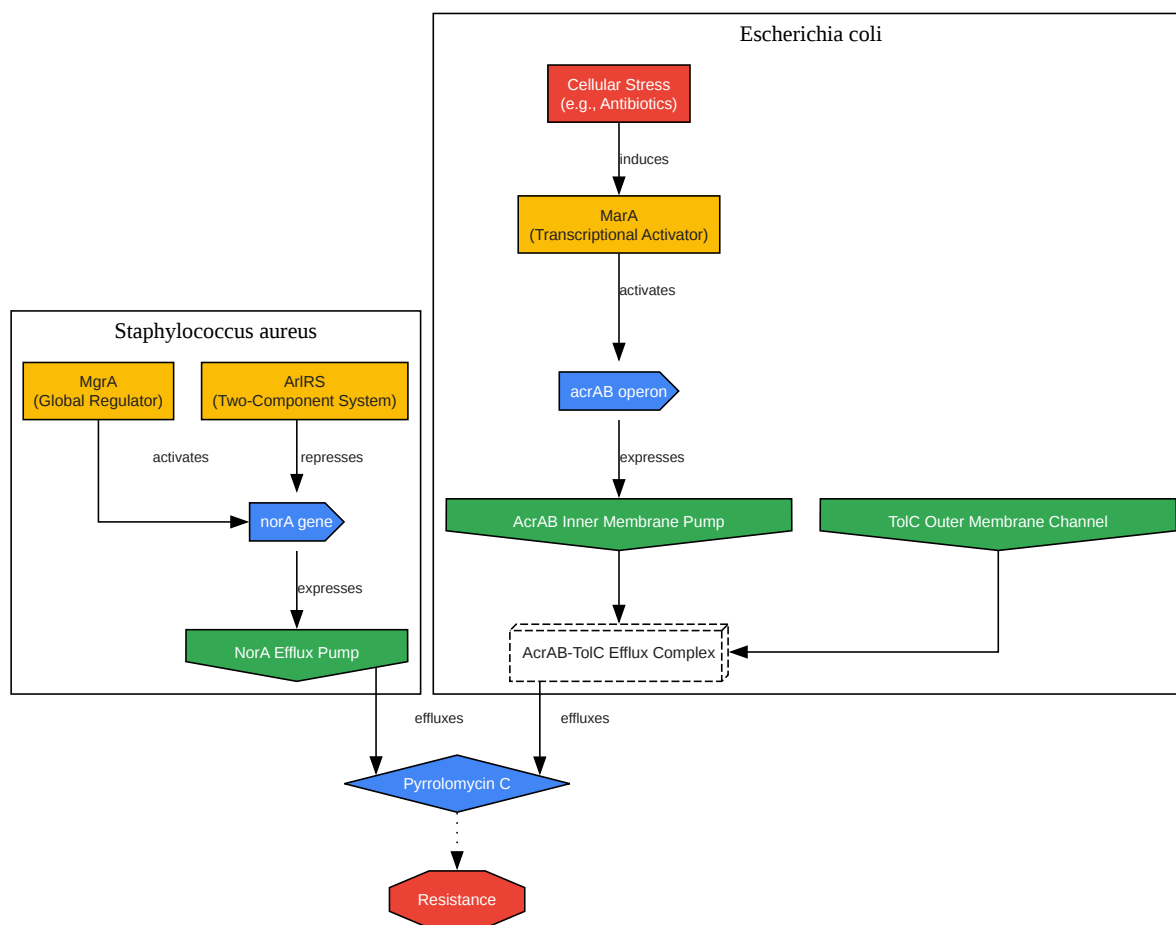 Escherichia coli
Cellular Stress
(e.g., Antibiotics)
induces
MarA
(Transcriptional Activator)
activates
acrAB operon
expresses
AcrAB Inner Membrane Pump
TolC Outer Membrane Channel
AcrAB-TolC Efflux Complex
effluxes
Staphylococcus aureus
MgrA
(Global Regulator)
ArlRS
(Two-Component System)
activates
represses
norA gene
expresses
NorA Efflux Pump
effluxes
Pyrrolomycin C
Resistance